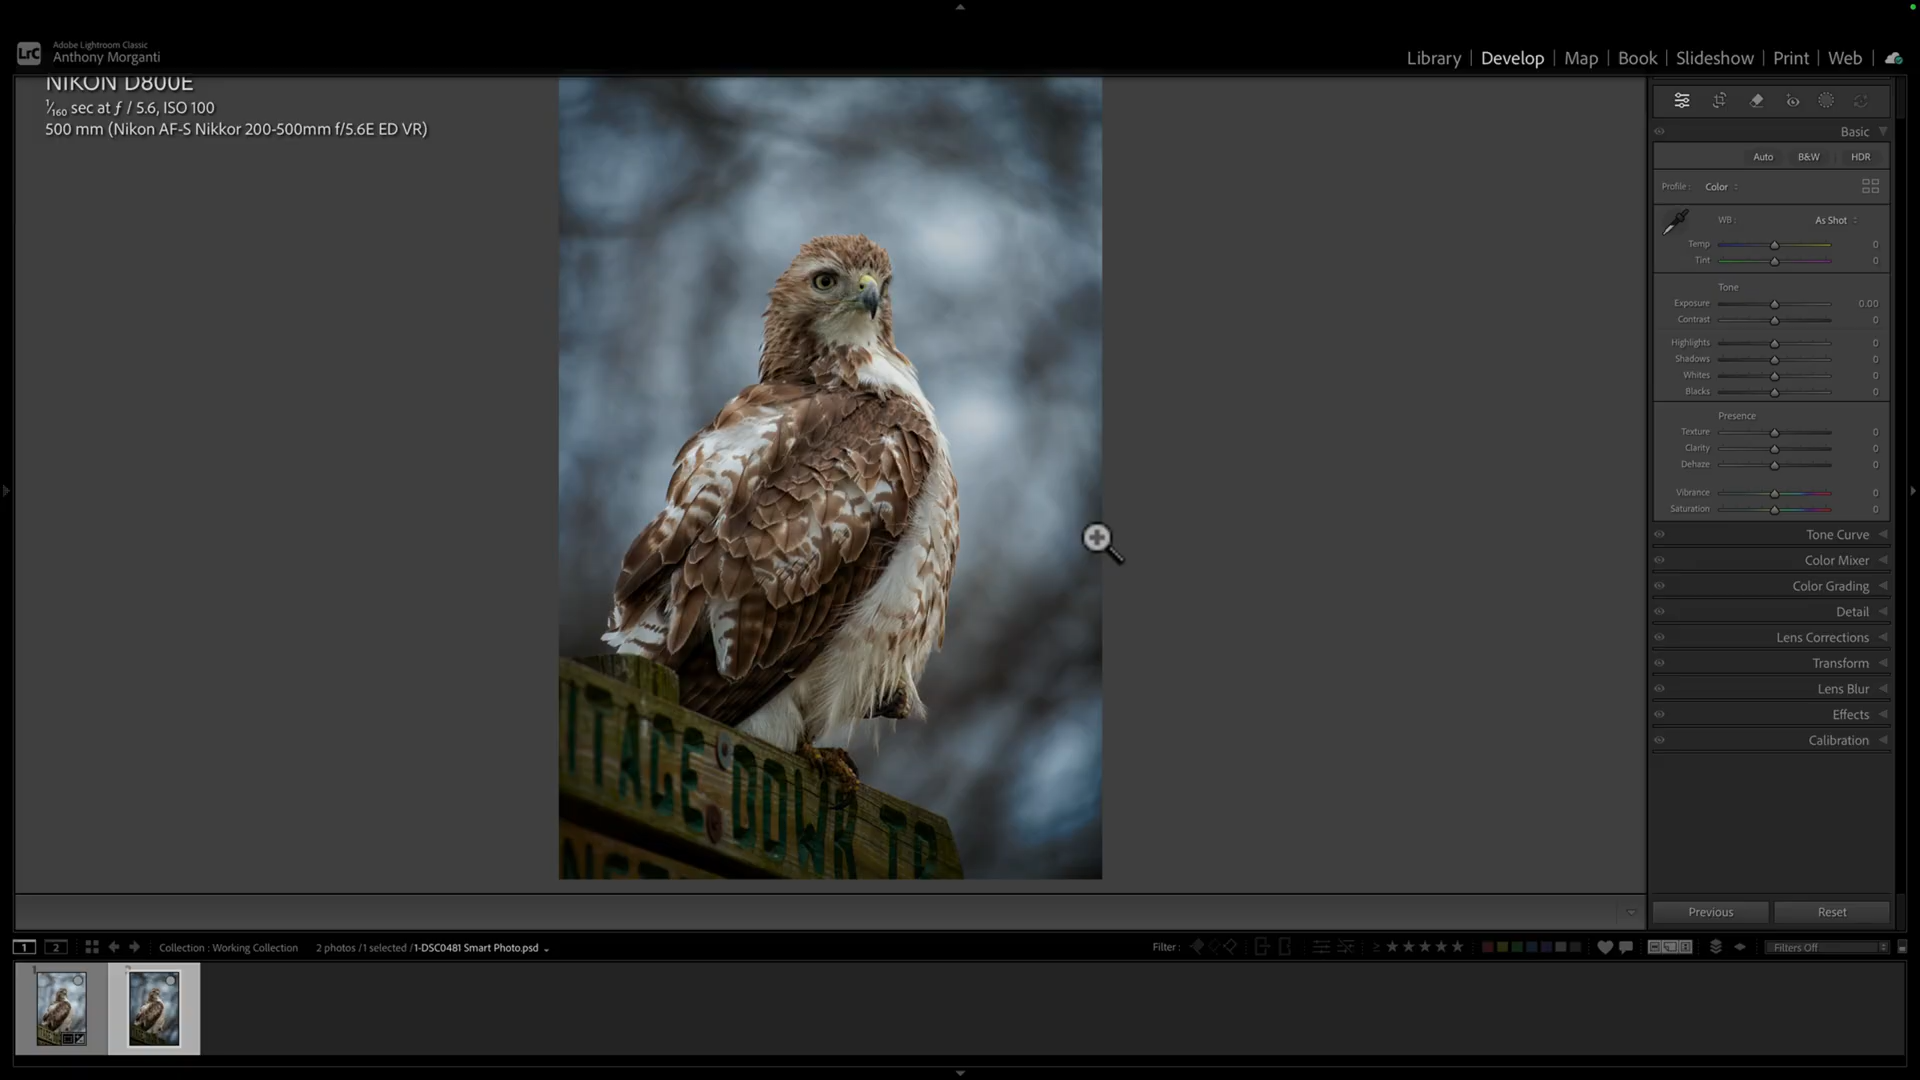 Adobe Lightroom Classic
LrC
Anthony Morganti
Library | Develop | Map | Book | Slideshow | Print | Web
NIKON D800E
1/160 sec at ƒ / 5.6, ISO 100
500 mm (Nikon AF-S Nikkor 200-500mm f/5.6E ED VR)
Basic
Auto B&W HDR
Profile : Color
WB : As Shot
Temp 0
Tint 0
Tone
Exposure 0.00
Contrast 0
Highlights 0
Shadows 0
Whites 0
Blacks 0
Presence
Texture 0
Clarity 0
Dehaze 0
Vibrance 0
Saturation 0
Tone Curve
Color Mixer
Color Grading
Detail
Lens Corrections
Transform
Lens Blur
Effects
Calibration
Previous Reset
1 2 Collection : Working Collection 2 photos / 1 selected / 1-DSC0481 Smart Photo.psd Filter : Filters Off